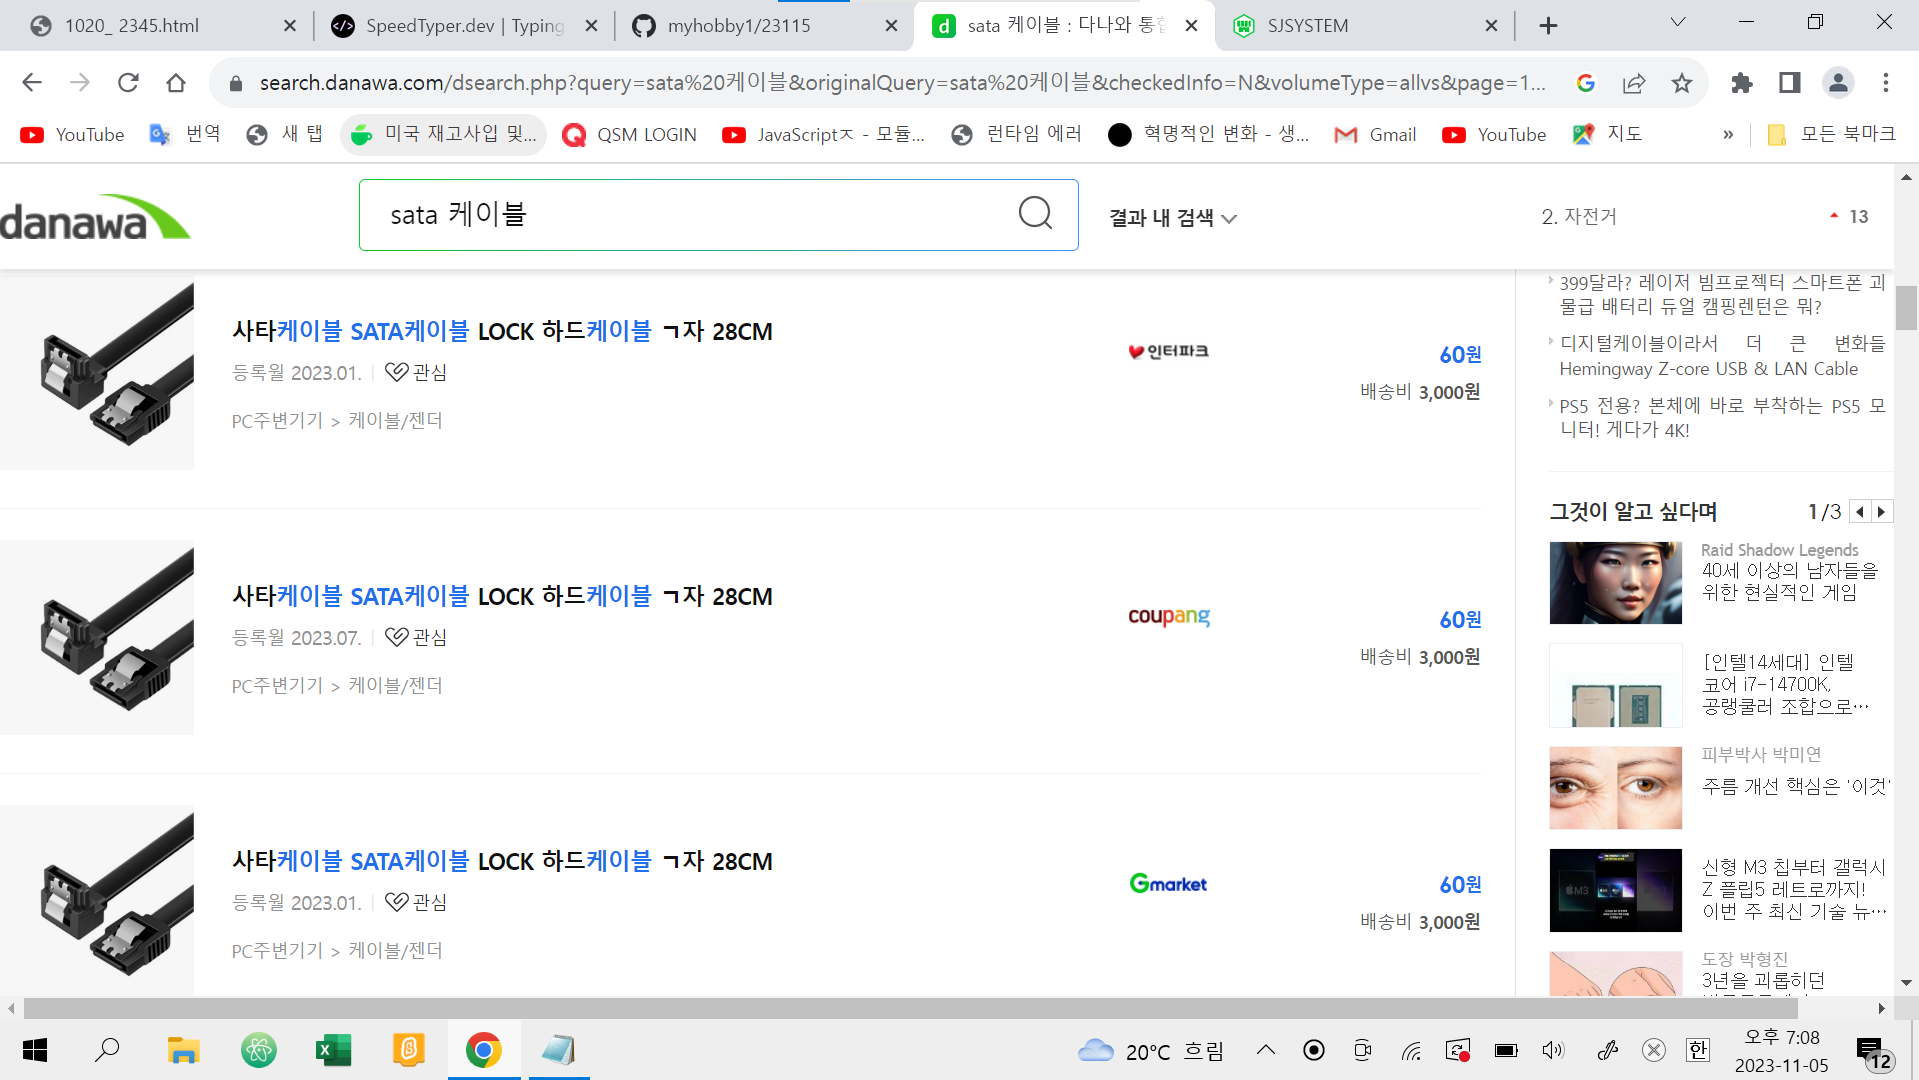 1020_ 2345.html
SpeedTyper.dev | Typing
myhobby1/23115
sata 케이블 : 다나와 통합
SJSYSTEM
search.danawa.com/dsearch.php?query=sata%20케이블&originalQuery=sata%20케이블&checkedInfo=N&volumeType=allvs&page=1...
YouTube
번역
새 탭
미국 재고사입 및...
QSM LOGIN
JavaScriptㅈ - 모듈...
런타임 에러
혁명적인 변화 - 생...
Gmail
YouTube
지도
»
모든 북마크
danawa
sata 케이블
결과 내 검색
2. 자전거
13
사타케이블 SATA케이블 LOCK 하드케이블 ㄱ자 28CM
등록월 2023.01.
관심
PC주변기기 > 케이블/젠더
인터파크
60원
배송비 3,000원
사타케이블 SATA케이블 LOCK 하드케이블 ㄱ자 28CM
등록월 2023.07.
관심
PC주변기기 > 케이블/젠더
coupang
60원
배송비 3,000원
사타케이블 SATA케이블 LOCK 하드케이블 ㄱ자 28CM
등록월 2023.01.
관심
PC주변기기 > 케이블/젠더
Gmarket
60원
배송비 3,000원
399달라? 레이저 빔프로젝터 스마트폰 괴
물급 배터리 듀얼 캠핑렌턴은 뭐?
디지털케이블이라서 더 큰 변화들
Hemingway Z-core USB & LAN Cable
PS5 전용? 본체에 바로 부착하는 PS5 모
니터! 게다가 4K!
그것이 알고 싶다며
1/3
Raid Shadow Legends
40세 이상의 남자들을
위한 현실적인 게임
[인텔14세대] 인텔
코어 i7-14700K,
공랭쿨러 조합으로…
피부박사 박미연
주름 개선 핵심은 '이것'
신형 M3 칩부터 갤럭시
Z 플립5 레트로까지!
이번 주 최신 기술 뉴…
도장 박형진
3년을 괴롭히던
20°C 흐림
한
오후 7:08
2023-11-05
12